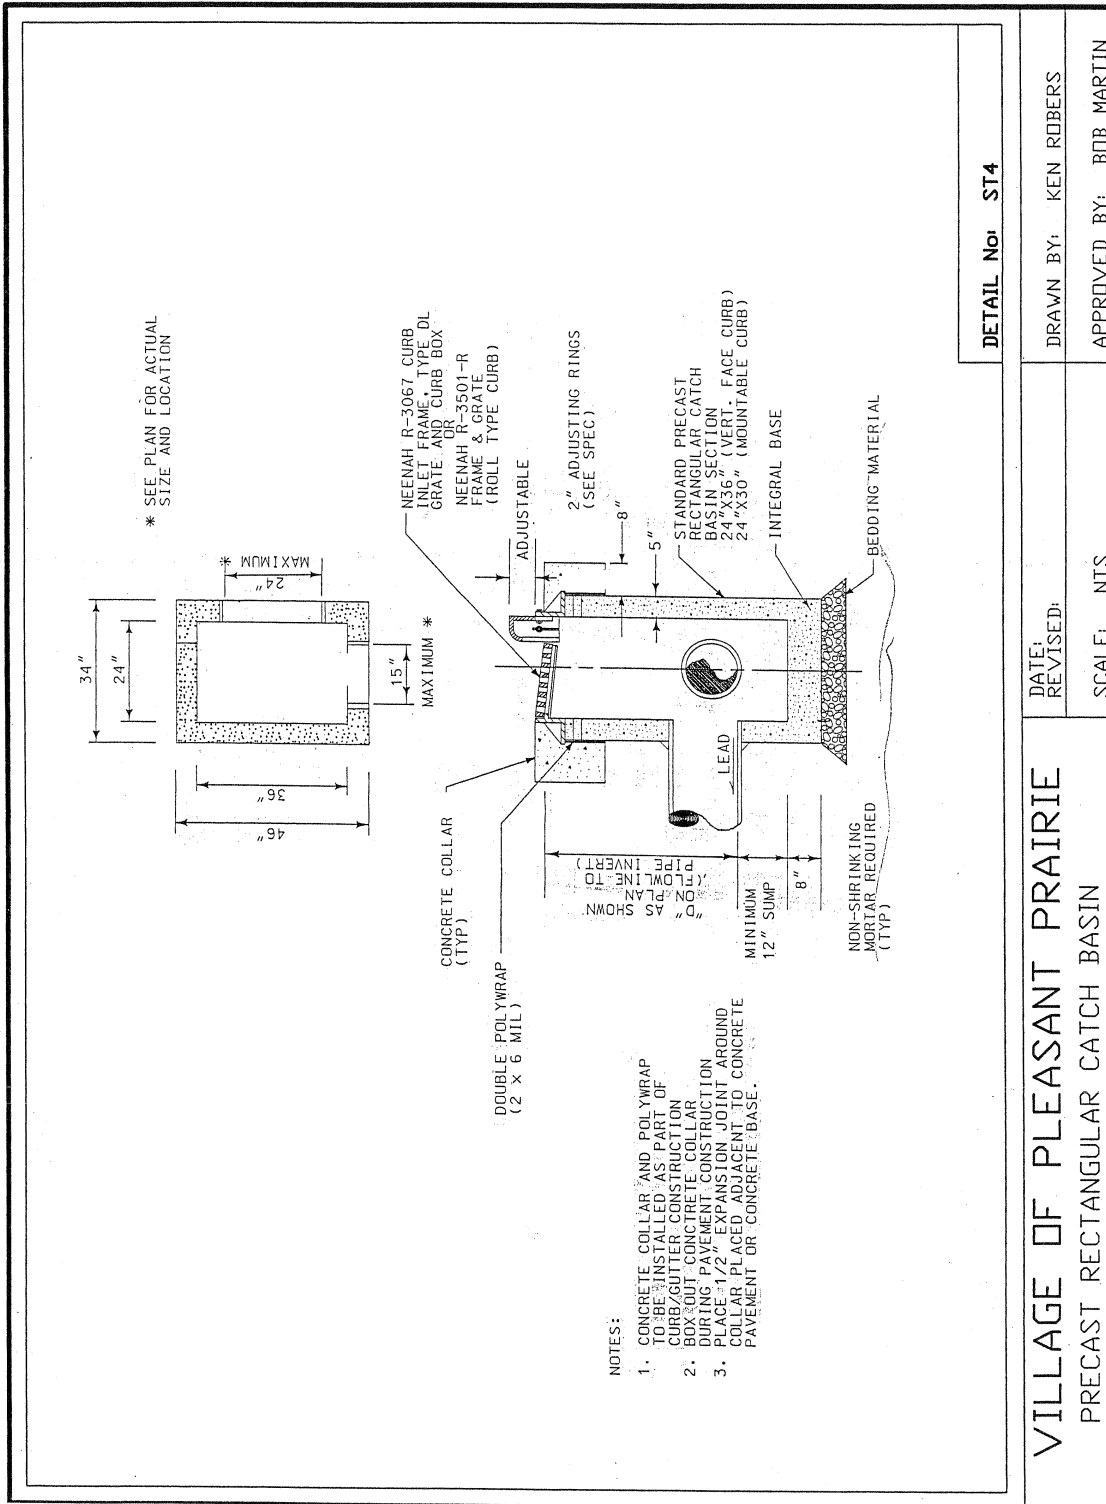 * SEE PLAN FOR ACTUAL
SIZE AND LOCATION
34"
24"
46"
36"
24"
MAXIMUM *
15"
MAXIMUM *
NEENAH R-3067 CURB
INLET FRAME, TYPE DL
GRATE AND CURB BOX
OR
NEENAH R-3501-R
FRAME & GRATE
(ROLL TYPE CURB)
ADJUSTABLE
2" ADJUSTING RINGS
(SEE SPEC)
8"
5"
STANDARD PRECAST
RECTANGULAR CATCH
BASIN SECTION
24"X36" (VERT. FACE CURB)
24"X30" (MOUNTABLE CURB)
INTEGRAL BASE
BEDDING MATERIAL
CONCRETE COLLAR
(TYP)
DOUBLE POLYWRAP
(2 X 6 MIL)
"D" AS SHOWN
ON PLAN
(FLOWLINE TO
PIPE INVERT)
LEAD
MINIMUM
12" SUMP
8"
NON-SHRINKING
MORTAR REQUIRED
(TYP)
NOTES:
1. CONCRETE COLLAR AND POLYWRAP
TO BE INSTALLED AS PART OF
CURB/GUTTER CONSTRUCTION
2. BOX OUT CONCTRETE COLLAR
DURING PAVEMENT CONSTRUCTION
3. PLACE 1/2" EXPANSION JOINT AROUND
COLLAR PLACED ADJACENT TO CONCRETE
PAVEMENT OR CONCRETE BASE.
DETAIL No: ST4
VILLAGE OF PLEASANT PRAIRIE
PRECAST RECTANGULAR CATCH BASIN
DATE:
REVISED:
SCALE: NTS
DRAWN BY: KEN ROBERS
APPROVED BY: BOB MARTIN